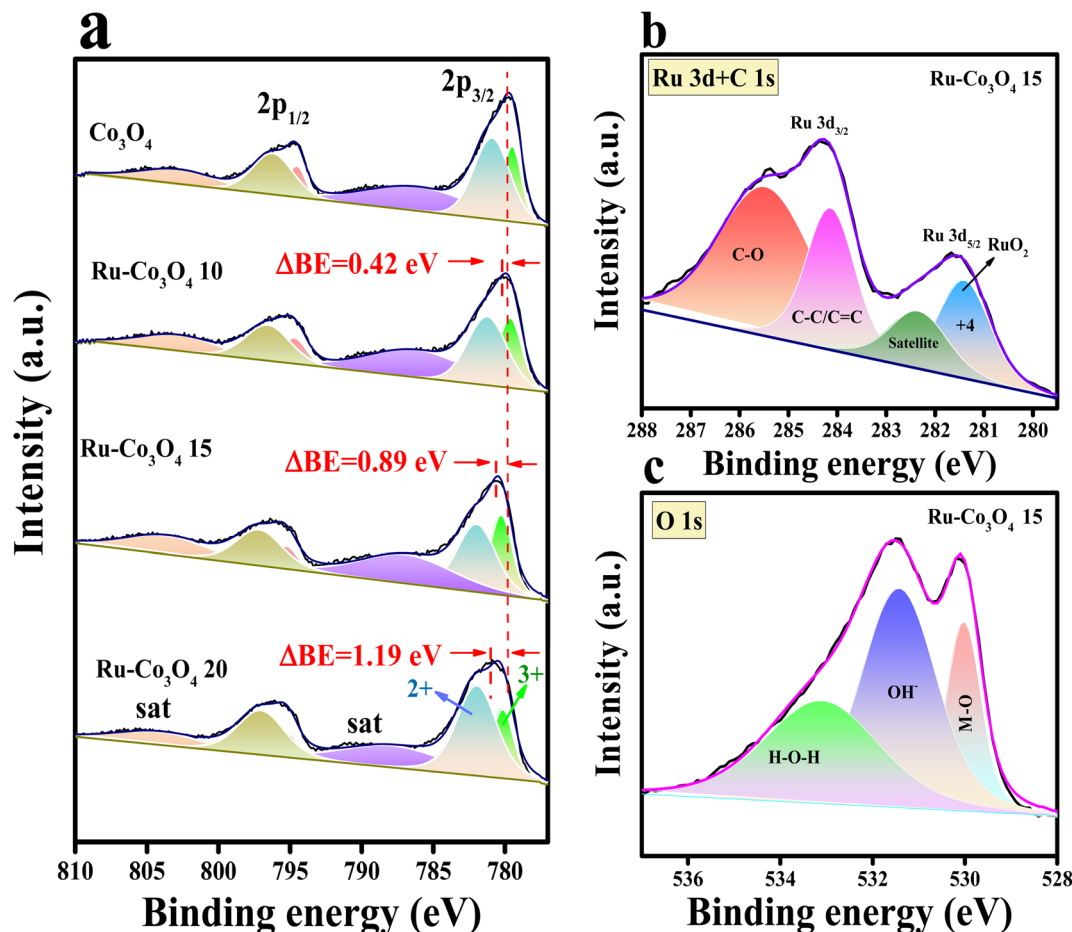 a
2p₃/₂
2p₁/₂
Co₃O₄
Ru-Co₃O₄ 10
ΔBE=0.42 eV
Ru-Co₃O₄ 15
ΔBE=0.89 eV
ΔBE=1.19 eV
Ru-Co₃O₄ 20
2+
3+
sat
sat
Intensity (a.u.)
810 805 800 795 790 785 780
Binding energy (eV)
b
Ru 3d+C 1s
Ru-Co₃O₄ 15
Ru 3d₃/₂
Ru 3d₅/₂
RuO₂
C-O
C-C/C=C
Satellite
+4
Intensity (a.u.)
288 287 286 285 284 283 282 281 280
Binding energy (eV)
c
O 1s
Ru-Co₃O₄ 15
OH⁻
M-O
H-O-H
Intensity (a.u.)
536 534 532 530 528
Binding energy (eV)